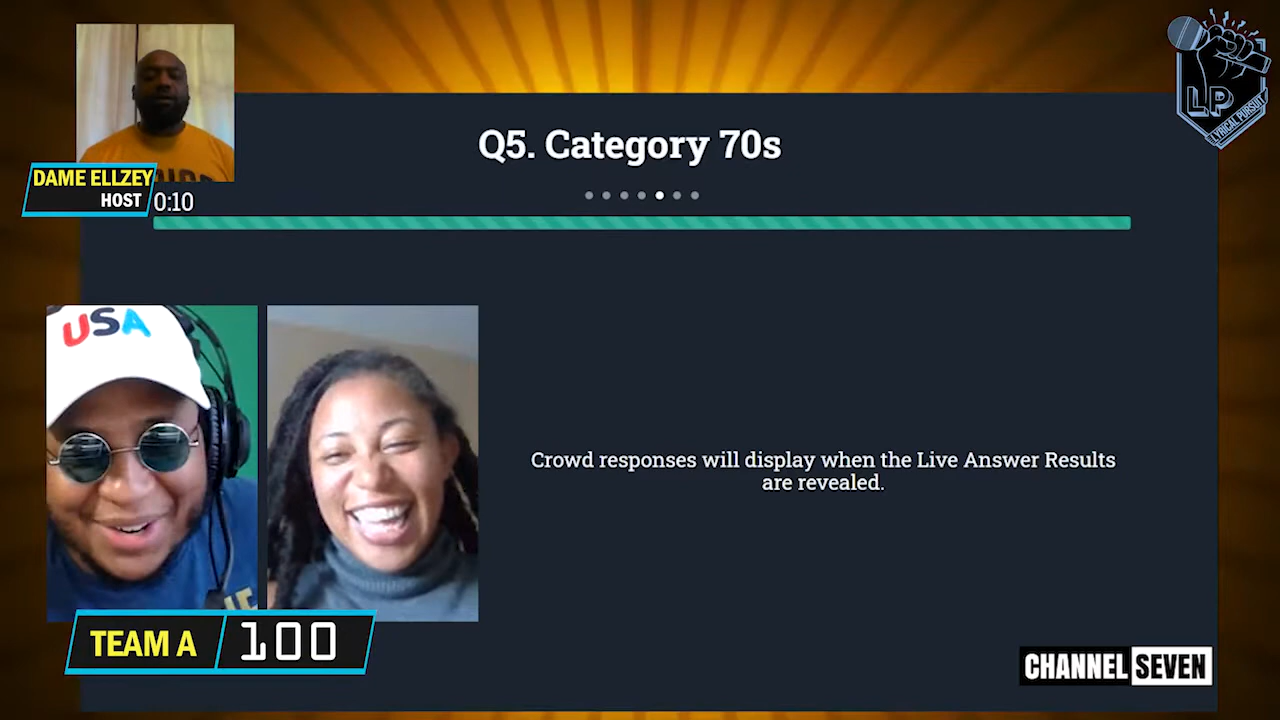 Q5. Category 70s
LP
LYRICAL PURSUIT
DAME ELLZEY
HOST
0:10
USA
Crowd responses will display when the Live Answer Results
are revealed.
TEAM A
100
CHANNEL SEVEN